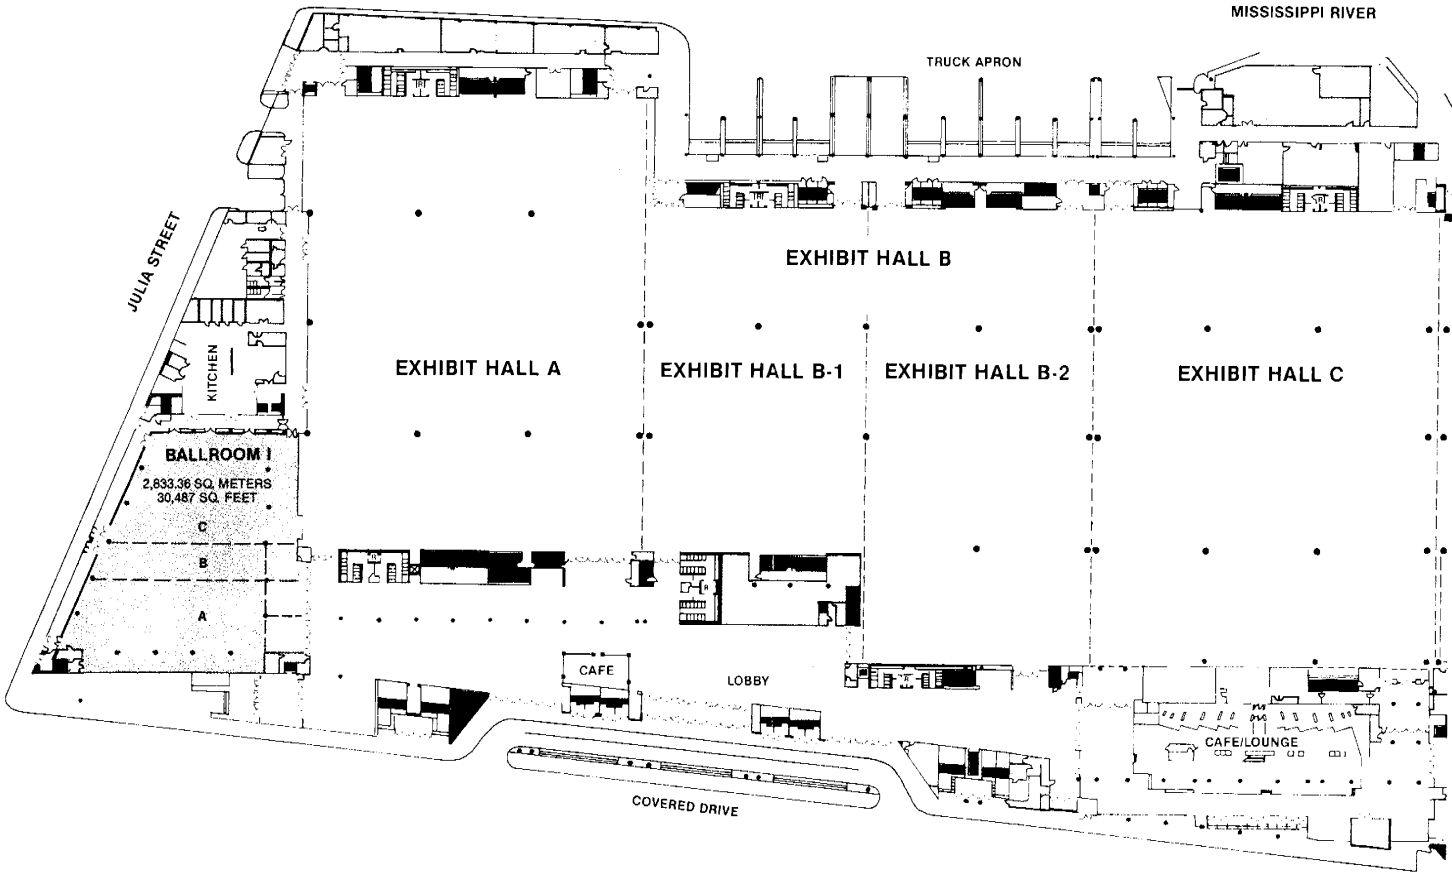 MISSISSIPPI RIVER
TRUCK APRON
JULIA STREET
EXHIBIT HALL B
EXHIBIT HALL A
EXHIBIT HALL B-1
EXHIBIT HALL B-2
EXHIBIT HALL C
KITCHEN
BALLROOM I
2,833.36 SQ. METERS
30,487 SQ. FEET
C
B
A
CAFE
LOBBY
CAFE/LOUNGE
COVERED DRIVE